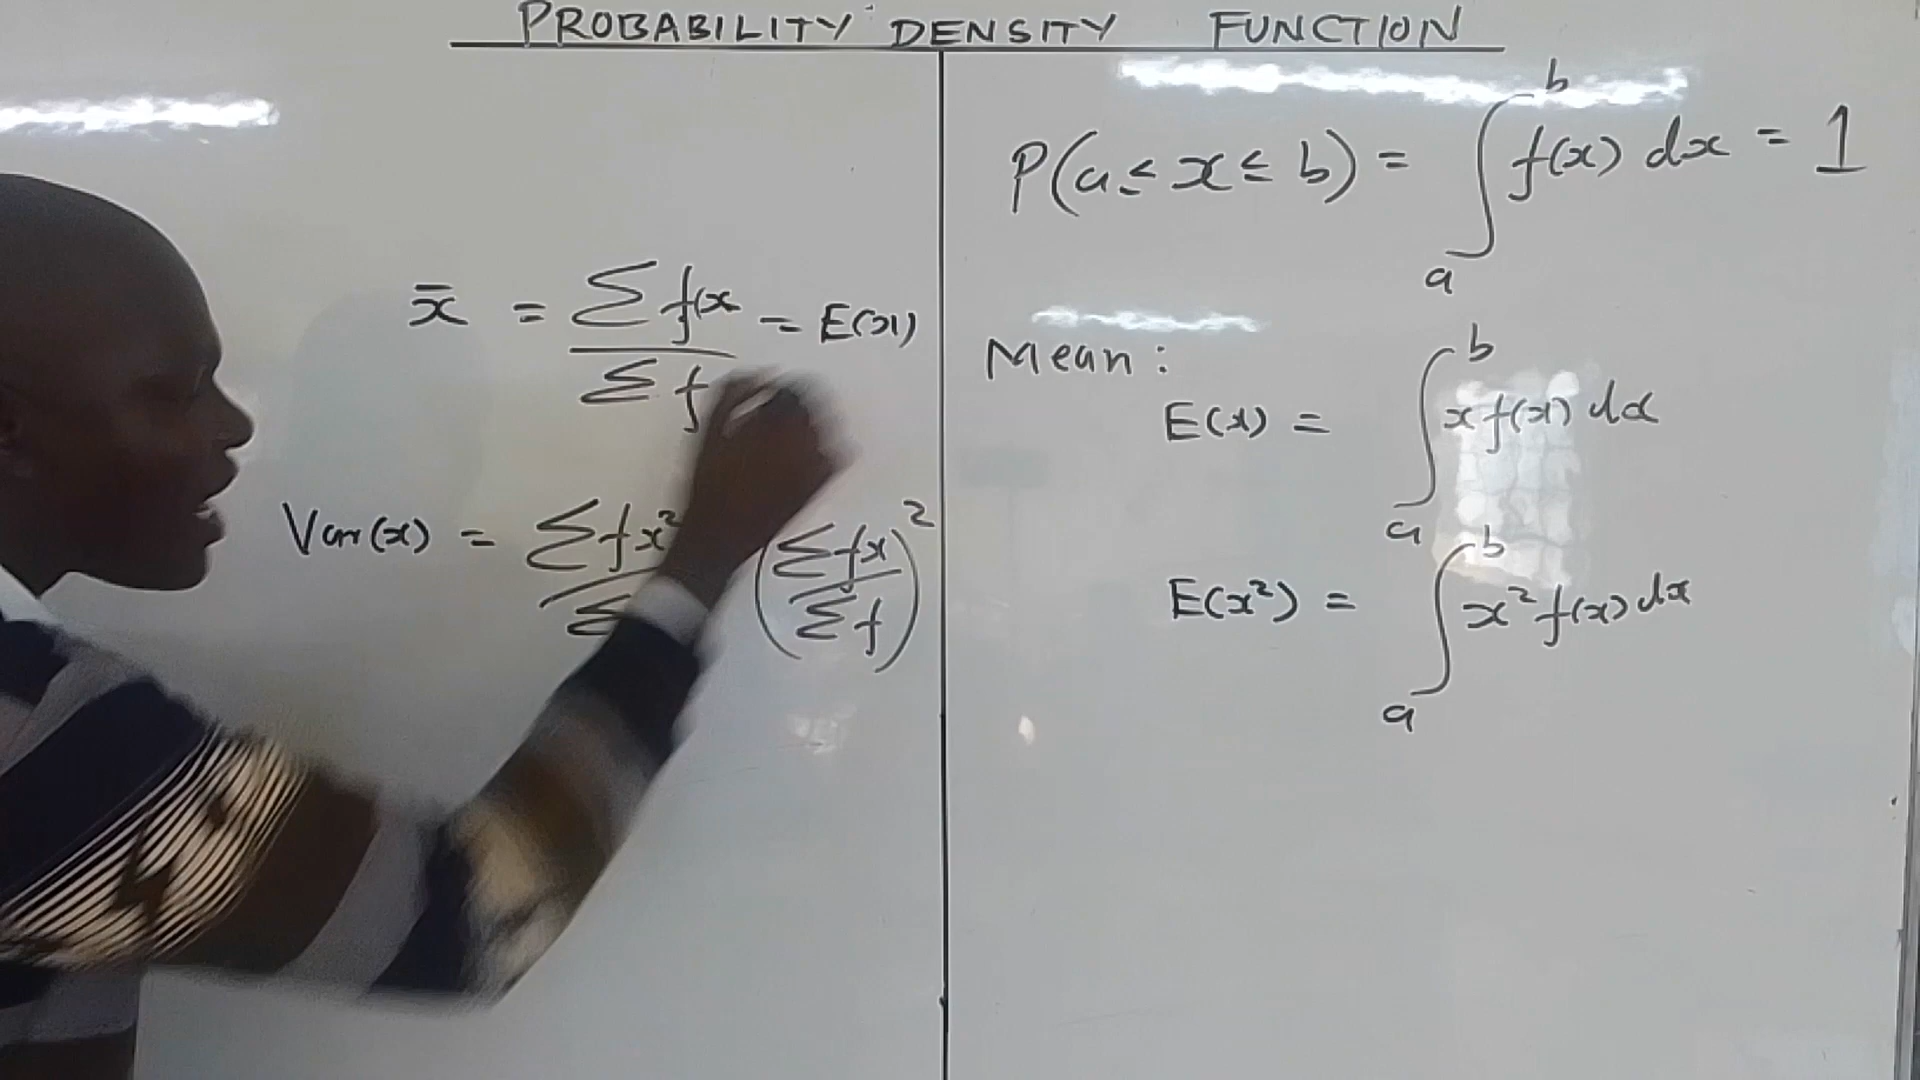 PROBABILITY DENSITY FUNCTION
x̄ = Σfx / Σf = E(x)
Var(x) = Σfx² / Σ (Σfx / Σf)²
P(a ≤ x ≤ b) = ∫ₐᵇ f(x) dx = 1
Mean:
E(x) = ∫ₐᵇ x f(x) dx
E(x²) = ∫ₐᵇ x² f(x) dx